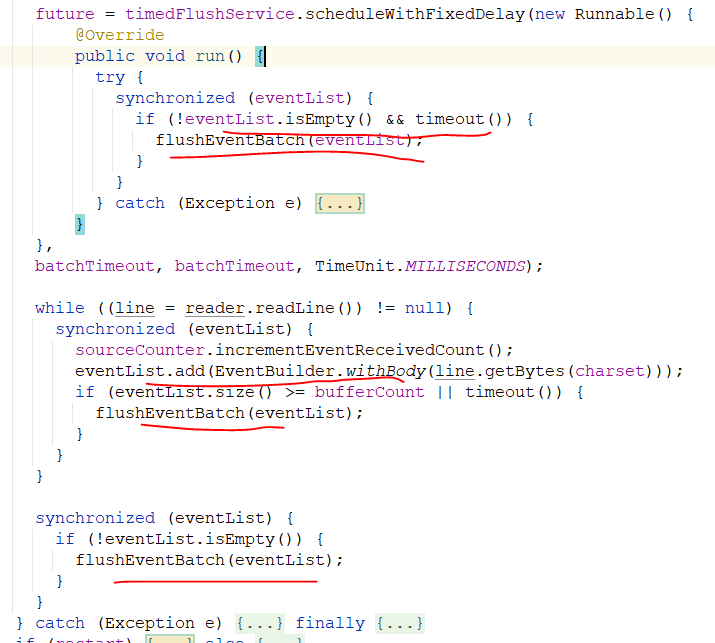 future = timedFlushService.scheduleWithFixedDelay(new Runnable() {
@Override
public void run() {
try {
synchronized (eventList) {
if (!eventList.isEmpty() && timeout()) {
flushEventBatch(eventList);
}
}
} catch (Exception e) {...}
}
},
batchTimeout, batchTimeout, TimeUnit.MILLISECONDS);
while ((line = reader.readLine()) != null) {
synchronized (eventList) {
sourceCounter.incrementEventReceivedCount();
eventList.add(EventBuilder.withBody(line.getBytes(charset)));
if (eventList.size() >= bufferCount || timeout()) {
flushEventBatch(eventList);
}
}
}
synchronized (eventList) {
if (!eventList.isEmpty()) {
flushEventBatch(eventList);
}
}
} catch (Exception e) {...} finally {...}
if (restart) {...} else {...}